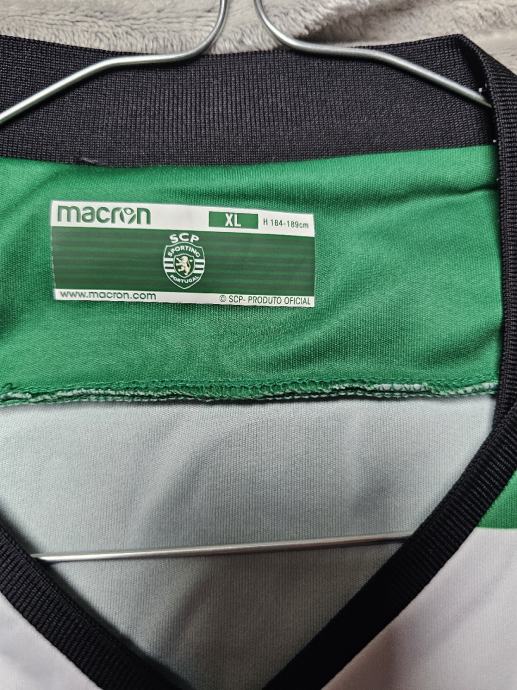 macron XL H 184-189cm
SCP
SPORTING
PORTUGAL
www.macron.com © SCP- PRODUTO OFICIAL